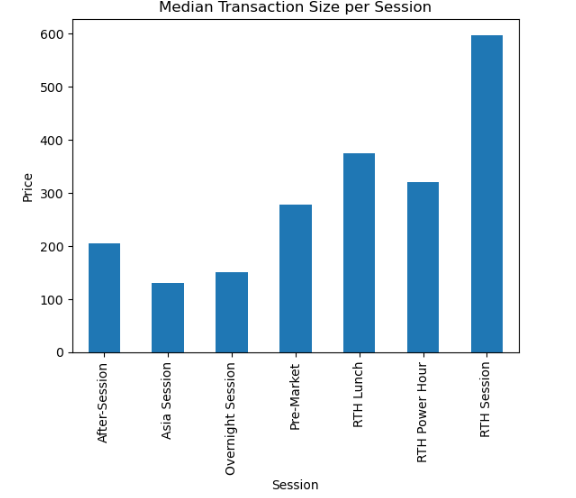 Median Transaction Size per Session
Price
600
500
400
300
200
100
0
After-Session
Asia Session
Overnight Session
Pre-Market
RTH Lunch
RTH Power Hour
RTH Session
Session